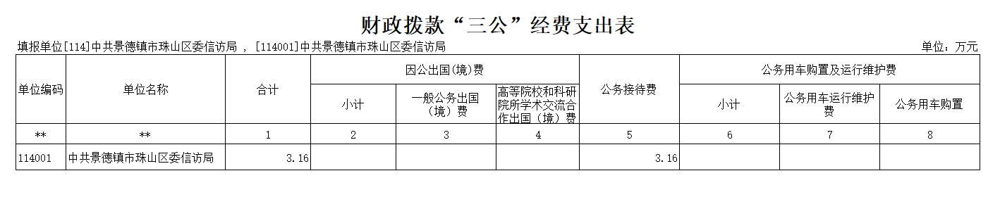 财政拨款“三公”经费支出表
填报单位[114]中共景德镇市珠山区委信访局 , [114001]中共景德镇市珠山区委信访局 单位：万元
单位编码 单位名称 合计 因公出国(境)费 公务接待费 公务用车购置及运行维护费
小计 一般公务出国（境）费 高等院校和科研院所学术交流合作出国（境）费 小计 公务用车运行维护费 公务用车购置
** ** 1 2 3 4 5 6 7 8
114001 中共景德镇市珠山区委信访局 3.16 3.16